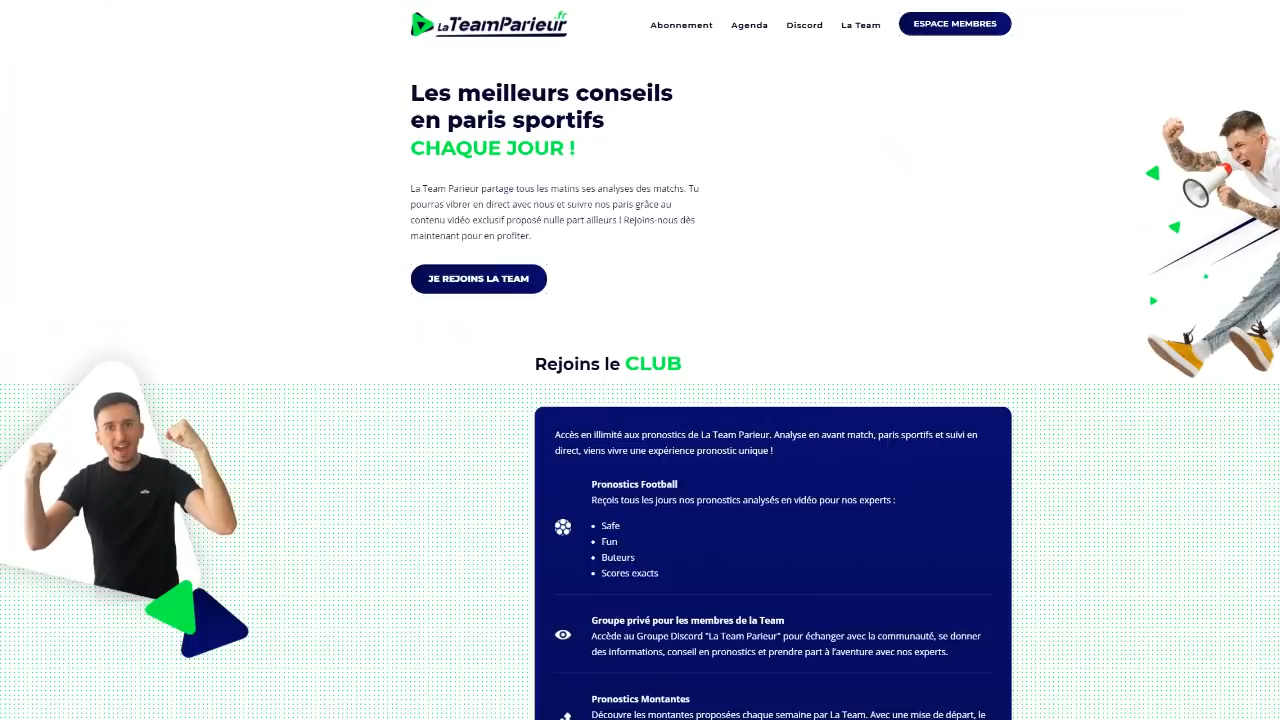 LaTeamParieur.fr
Abonnement
Agenda
Discord
La Team
ESPACE MEMBRES
Les meilleurs conseils
en paris sportifs
CHAQUE JOUR !
La Team Parieur partage tous les matins ses analyses des matchs. Tu
pourras vibrer en direct avec nous et suivre nos paris grâce au
contenu vidéo exclusif proposé nulle part ailleurs ! Rejoins-nous dès
maintenant pour en profiter.
JE REJOINS LA TEAM
Rejoins le CLUB
Accès en illimité aux pronostics de La Team Parieur. Analyse en avant match, paris sportifs et suivi en
direct, viens vivre une expérience pronostic unique !
Pronostics Football
Reçois tous les jours nos pronostics analysés en vidéo pour nos experts :
• Safe
• Fun
• Buteurs
• Scores exacts
Groupe privé pour les membres de la Team
Accède au Groupe Discord "La Team Parieur" pour échanger avec la communauté, se donner
des informations, conseil en pronostics et prendre part à l'aventure avec nos experts.
Pronostics Montantes
Découvre les montantes proposées chaque semaine par La Team. Avec une mise de départ, le